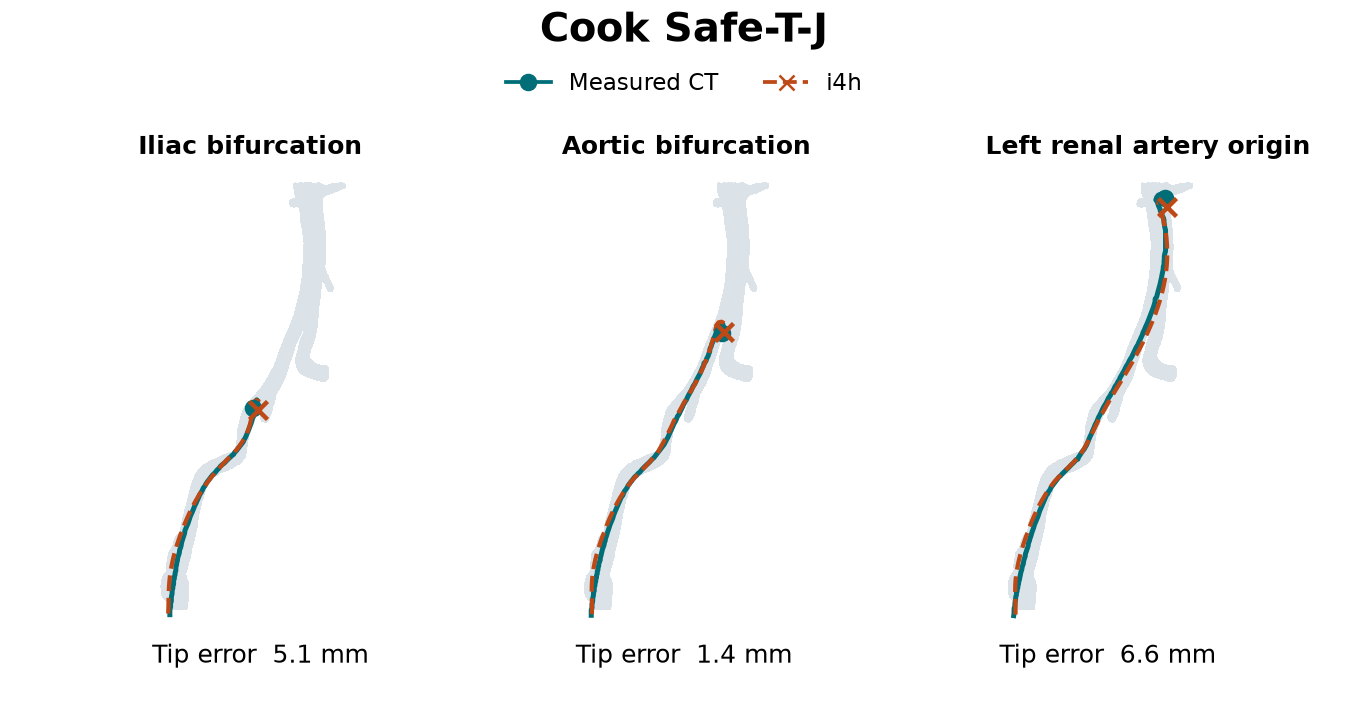 Cook Safe-T-J
Measured CT i4h
Iliac bifurcation Aortic bifurcation Left renal artery origin
Tip error 5.1 mm Tip error 1.4 mm Tip error 6.6 mm